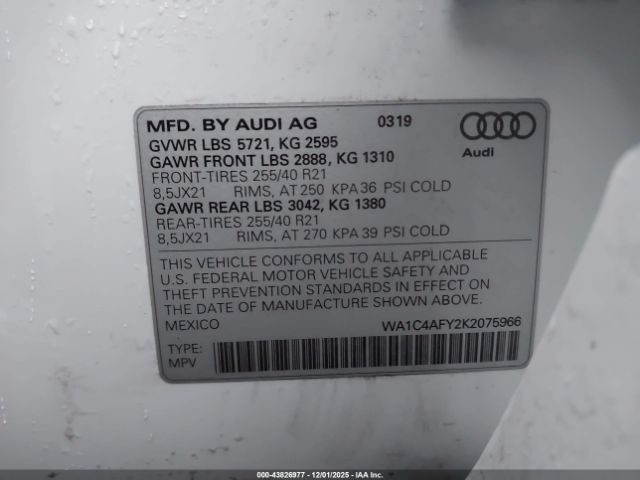 MFD. BY AUDI AG 0319
GVWR LBS 5721, KG 2595
GAWR FRONT LBS 2888, KG 1310
FRONT-TIRES 255/40 R21
8,5JX21 RIMS, AT 250 KPA 36 PSI COLD
GAWR REAR LBS 3042, KG 1380
REAR-TIRES 255/40 R21
8,5JX21 RIMS, AT 270 KPA 39 PSI COLD
Audi
THIS VEHICLE CONFORMS TO ALL APPLICABLE
U.S. FEDERAL MOTOR VEHICLE SAFETY AND
THEFT PREVENTION STANDARDS IN EFFECT ON
THE DATE OF MANUFACTURE SHOWN ABOVE.
MEXICO WA1C4AFY2K2075966
TYPE:
MPV
000-43826977 - 12/01/2025 - IAA Inc.